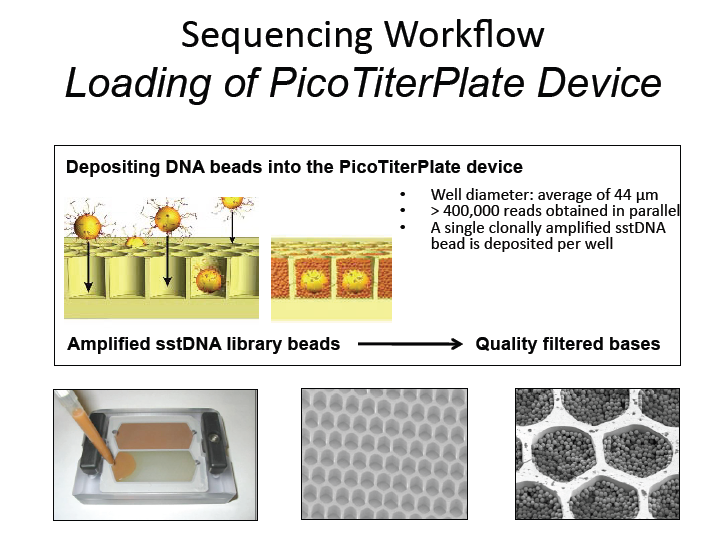 Sequencing Workflow
Loading of PicoTiterPlate Device
Depositing DNA beads into the PicoTiterPlate device
• Well diameter: average of 44 µm
• > 400,000 reads obtained in parallel
• A single clonally amplified sstDNA
bead is deposited per well
Amplified sstDNA library beads
Quality filtered bases